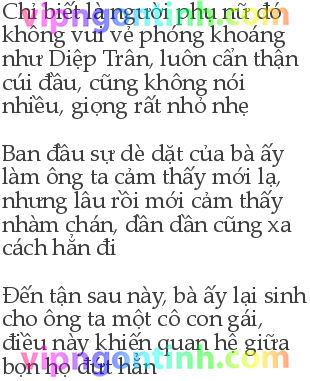 Chỉ biết là người phụ nữ đó
không vui vẻ phóng khoáng
như Diệp Trân, luôn cẩn thận
cúi đầu, cũng không nói
nhiều, giọng rất nhỏ nhẹ
Ban đầu sự dè dặt của bà ấy
làm ông ta cảm thấy mới lạ,
nhưng lâu rồi mới cảm thấy
nhàm chán, dần dần cũng xa
cách hẳn đi
Đến tận sau này, bà ấy lại sinh
cho ông ta một cô con gái,
điều này khiến quan hệ giữa
bọn họ đứt hẳn
vipngontinh.com
vipngontinh.com